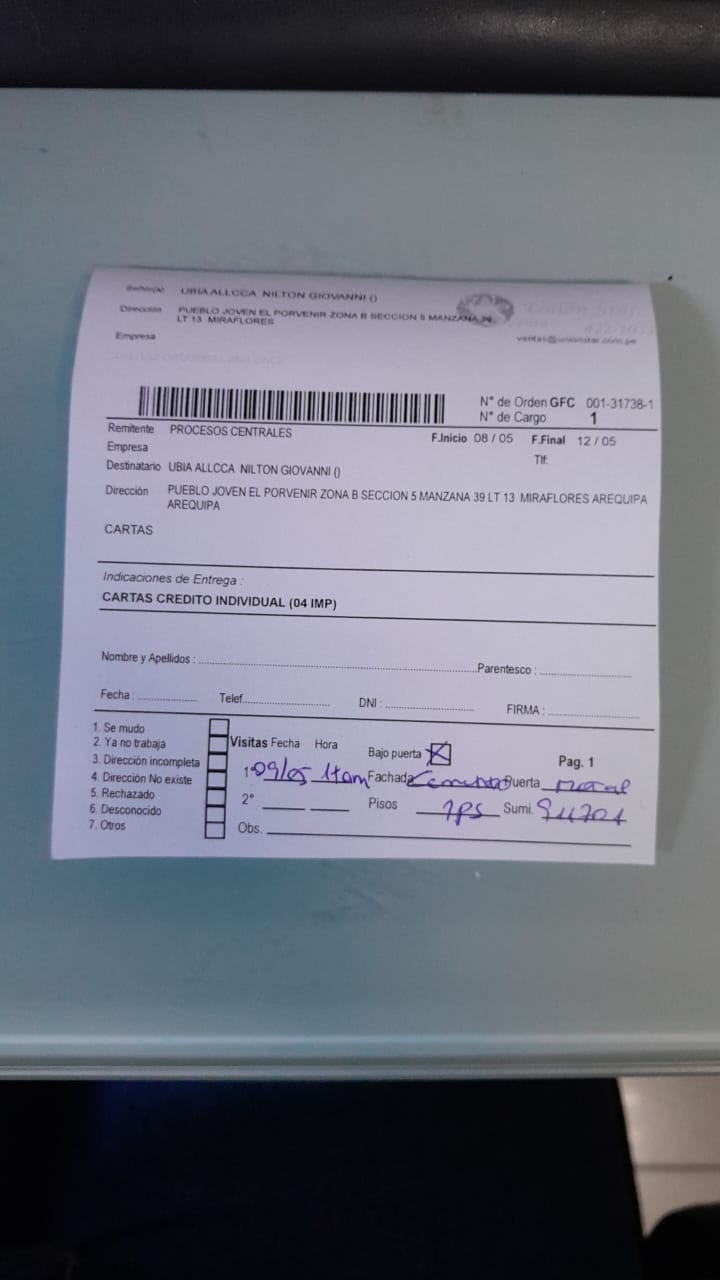 Señor(a) UBIA ALLCCA NILTON GIOVANNI ()
Dirección PUEBLO JOVEN EL PORVENIR ZONA B SECCION 5 MANZANA 39
LT 13 MIRAFLORES
Empresa
ventas@unionstar.com.pe
N° de Orden GFC 001-31738-1
N° de Cargo 1
Remitente PROCESOS CENTRALES
F.Inicio 08 / 05 F.Final 12 / 05
Empresa
Tlf:
Destinatario UBIA ALLCCA NILTON GIOVANNI ()
Dirección PUEBLO JOVEN EL PORVENIR ZONA B SECCION 5 MANZANA 39 LT 13 MIRAFLORES AREQUIPA
AREQUIPA
CARTAS
Indicaciones de Entrega :
CARTAS CREDITO INDIVIDUAL (04 IMP)
Nombre y Apellidos : Parentesco :
Fecha : Telef. DNI : FIRMA :
1. Se mudo
2. Ya no trabaja
3. Dirección incompleta
4. Dirección No existe
5. Rechazado
6. Desconocido
7. Otros
Visitas Fecha Hora Bajo puerta X Pag. 1
1° 09/05 11am Fachada Cemento Puerta Metal
2° Pisos 1PS Sumi.
Obs.